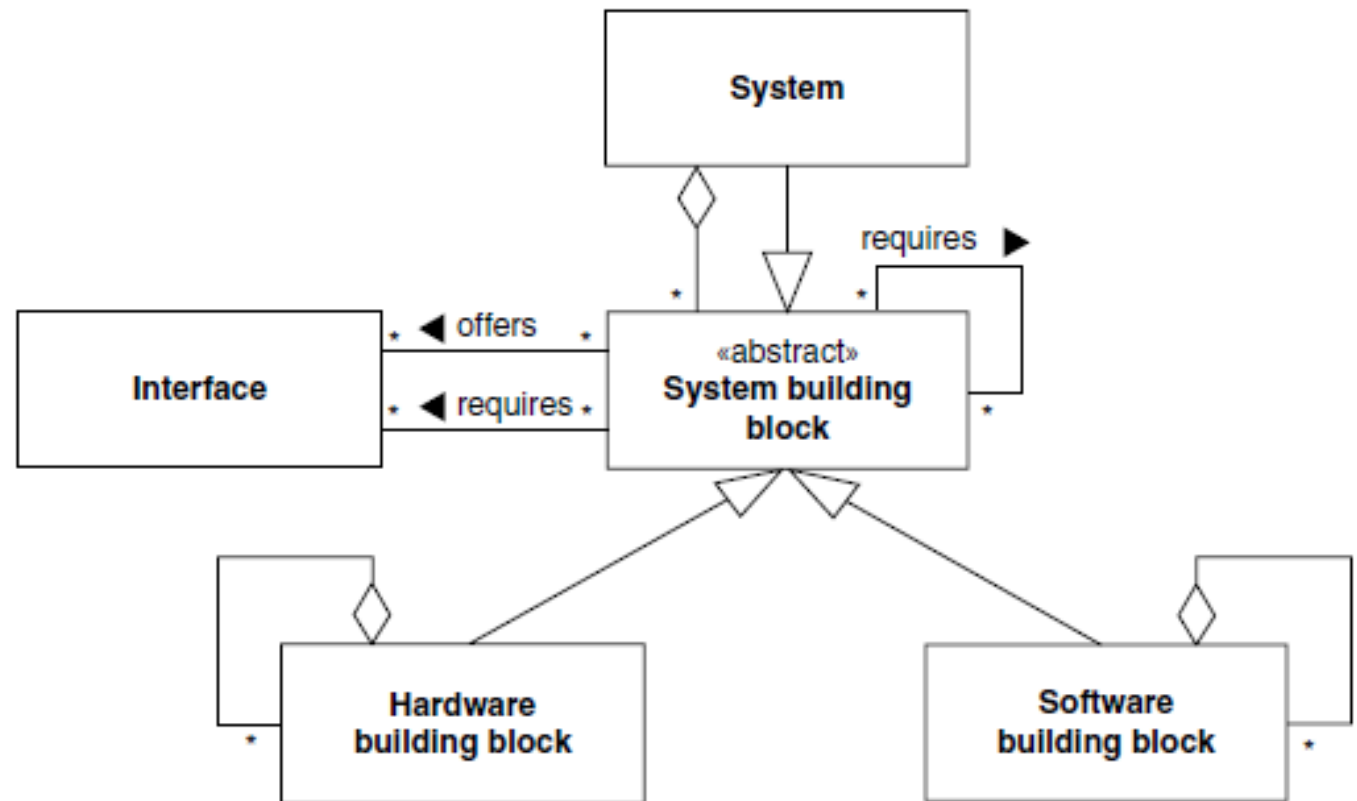 System
requires ▶
*
*
◀ offers
*
*
«abstract»
System building
block
Interface
*
◀ requires
*
*
Hardware
building block
*
Software
building block
*